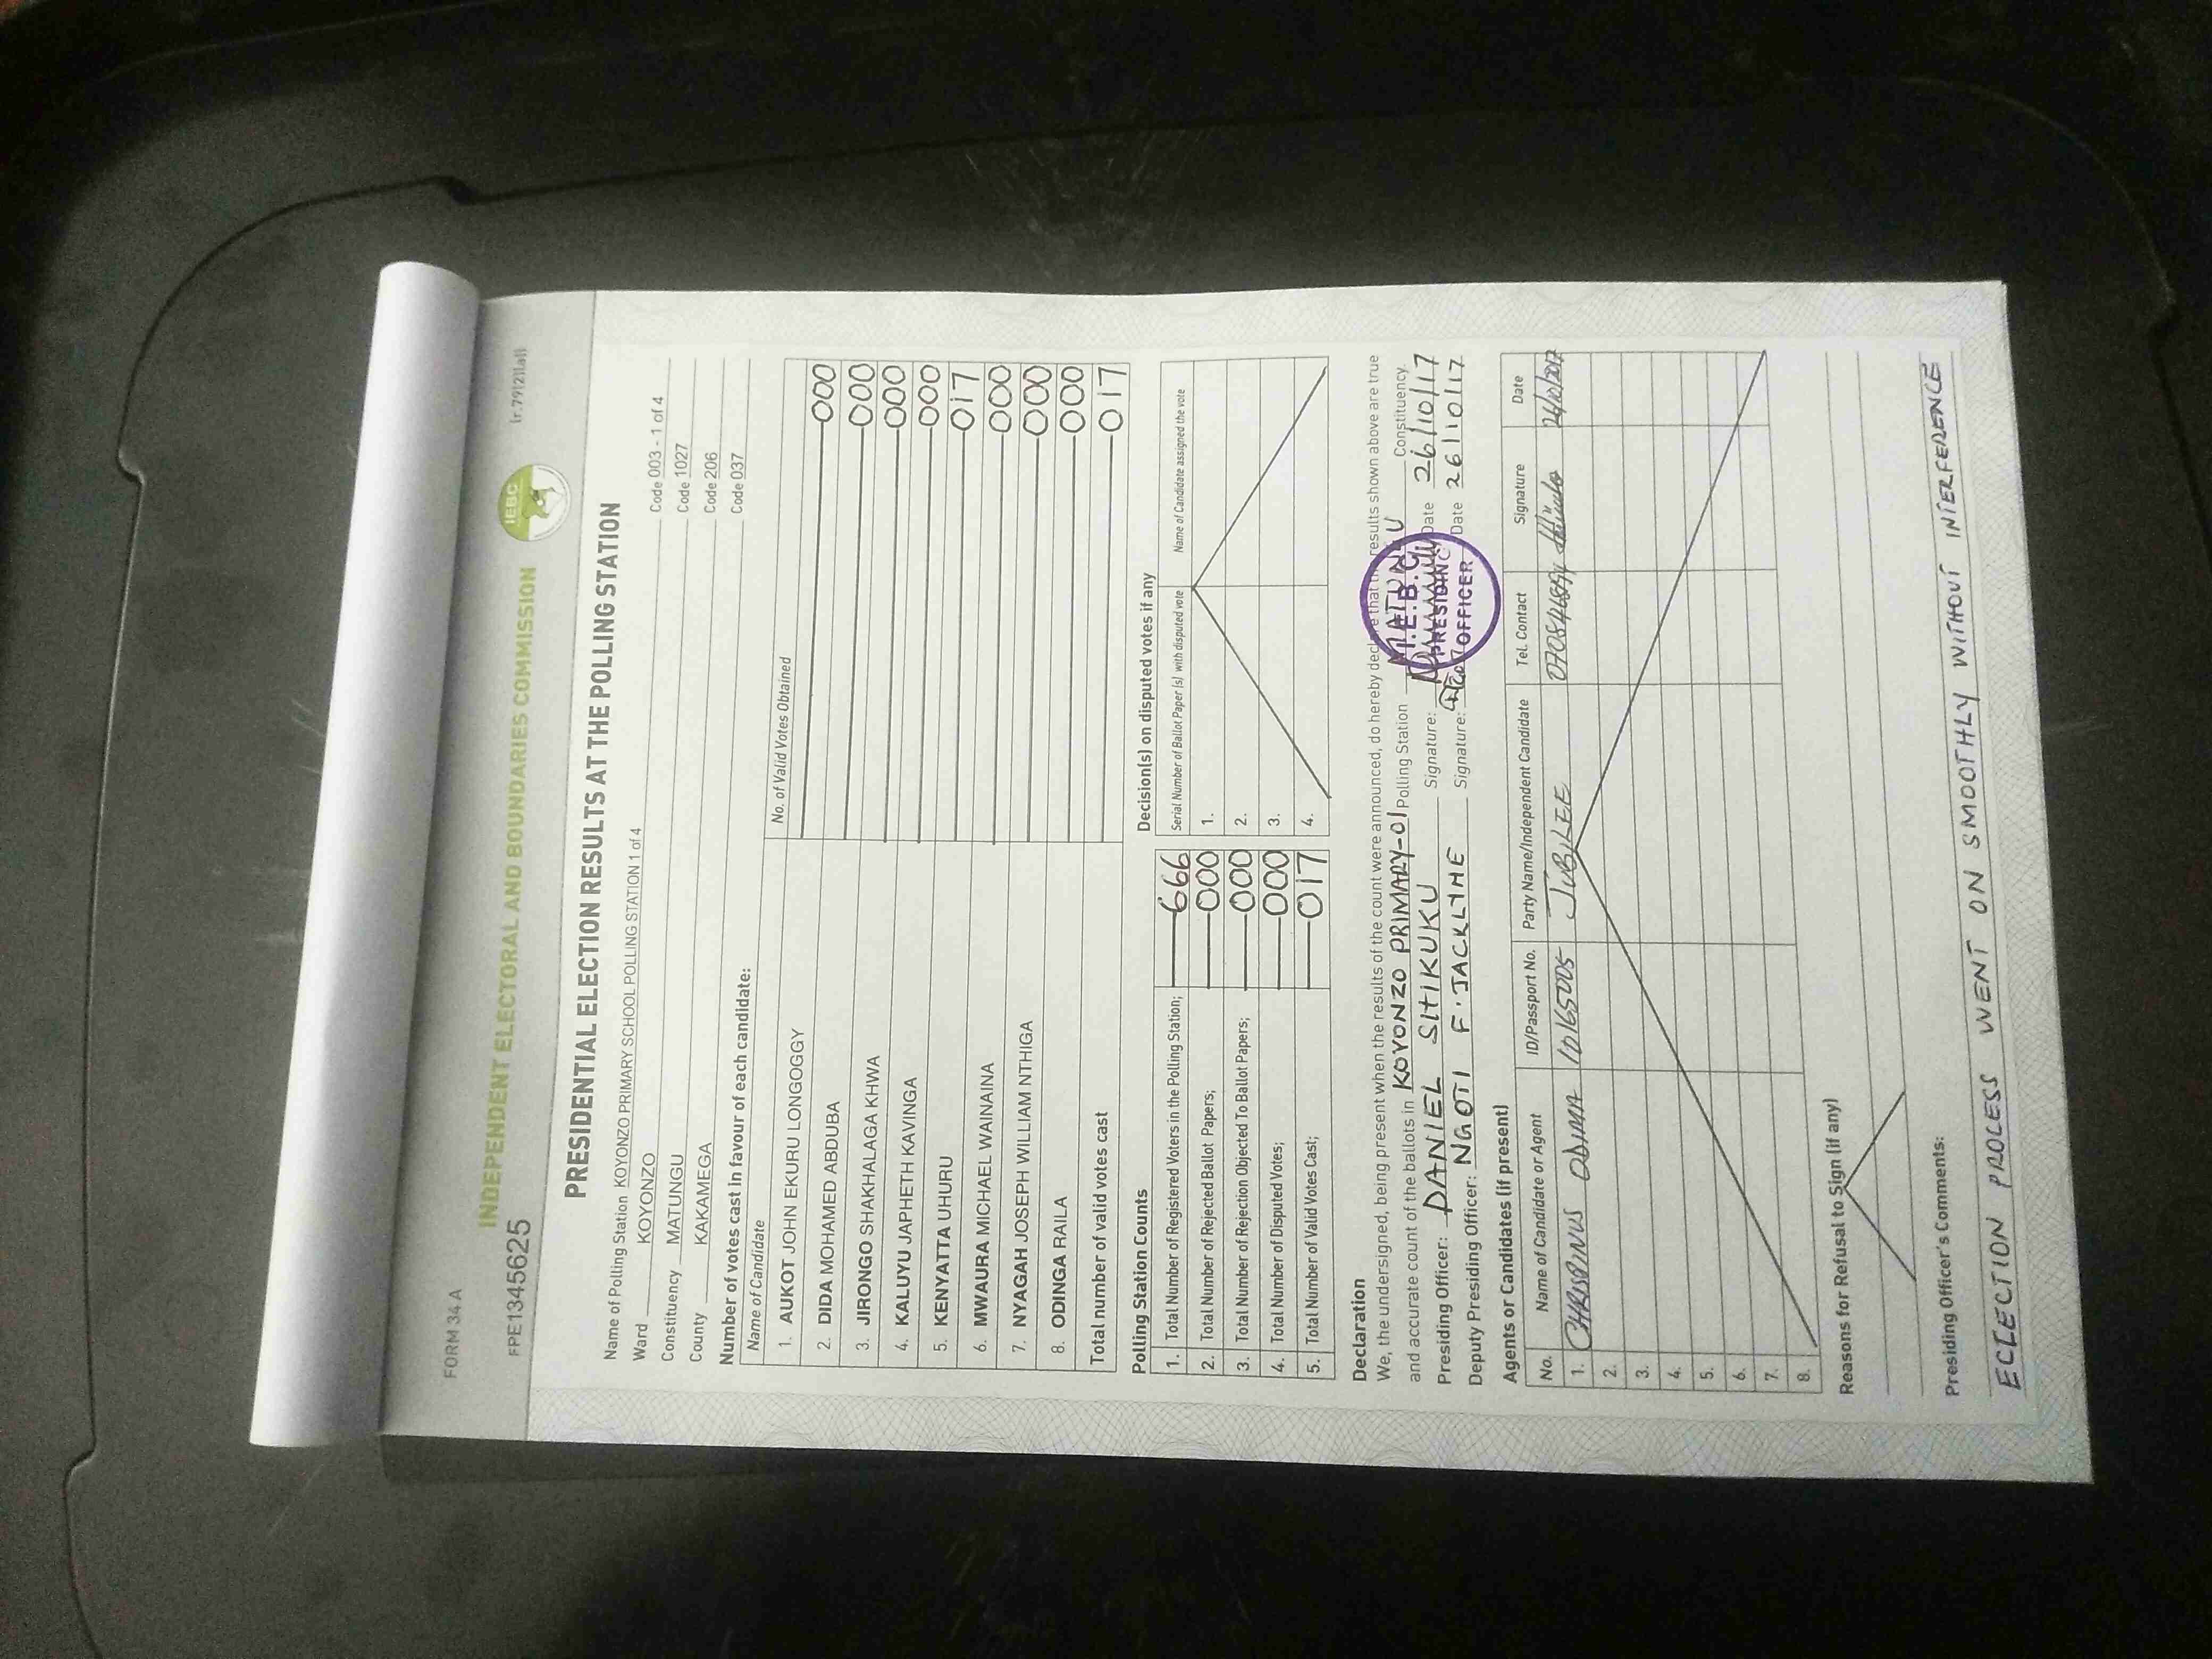 FORM 34 A
INDEPENDENT ELECTORAL AND BOUNDARIES COMMISSION
IEBC
(r.79(2)(a))
FPE1345625
PRESIDENTIAL ELECTION RESULTS AT THE POLLING STATION
Name of Polling Station KOYONZO PRIMARY SCHOOL POLLING STATION 1 of 4 Code 003 - 1 of 4
Ward KOYONZO Code 1027
Constituency MATUNGU Code 206
County KAKAMEGA Code 037
Number of votes cast in favour of each candidate:
Name of Candidate No. of Valid Votes Obtained
1. AUKOT JOHN EKURU LONGOGGY 000
2. DIDA MOHAMED ABDUBA 000
3. JIRONGO SHAKHALAGA KHWA 000
4. KALUYU JAPHETH KAVINGA 000
5. KENYATTA UHURU 017
6. MWAURA MICHAEL WAINAINA 000
7. NYAGAH JOSEPH WILLIAM NTHIGA 000
8. ODINGA RAILA 000
Total number of valid votes cast 017
Polling Station Counts
1. Total Number of Registered Voters in the Polling Station; 666
2. Total Number of Rejected Ballot Papers; 000
3. Total Number of Rejection Objected To Ballot Papers; 000
4. Total Number of Disputed Votes; 000
5. Total Number of Valid Votes Cast; 017
Decision(s) on disputed votes if any
Serial Number of Ballot Paper (s) with disputed vote Name of Candidate assigned the vote
1.
2.
3.
4.
Declaration
We, the undersigned, being present when the results of the count were announced, do hereby declare that the results shown above are true
and accurate count of the ballots in KOYONZO PRIMARY-01 Polling Station MATUNGU Constituency.
Presiding Officer: DANIEL SITIKUKU Signature: Date 26/10/17
Deputy Presiding Officer: NGOTI F. JACKLYHE Signature: Date 26/10/17
I.E.B.C
PRESIDING
OFFICER
Agents or Candidates (if present)
No. Name of Candidate or Agent ID/Passport No. Party Name/Independent Candidate Tel. Contact Signature Date
1. CHRISPINUS ODIMA JUBILEE 26/10/2017
2.
3.
4.
5.
6.
7.
8.
Reasons for Refusal to Sign (if any)
Presiding Officer's Comments:
ECLECTION PROCESS WENT ON SMOOTHLY WITHOUT INTERFERENCE